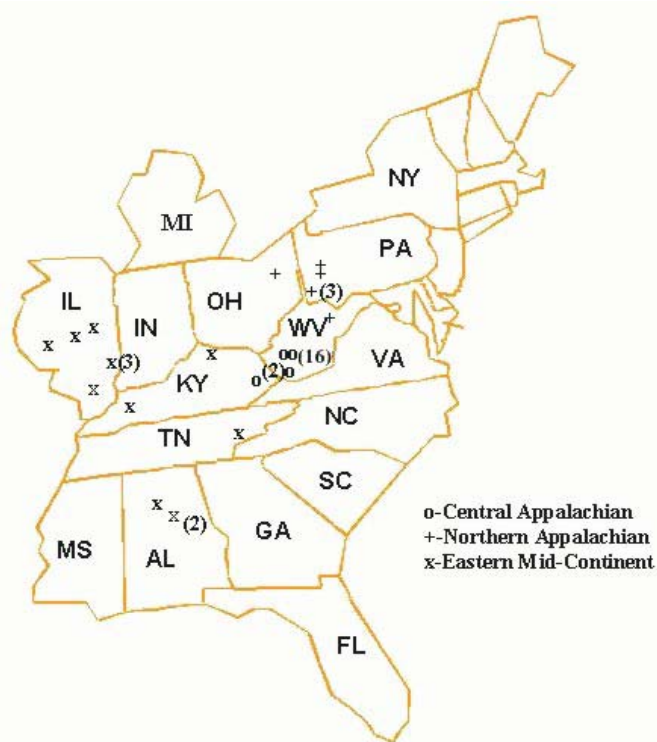 NY
MI
PA
IL
OH
+
‡
+(3)
IN
WV+
x
x
x
x
oo(16)
VA
x(3)
KY
o(2)o
x
x
NC
TN
x
SC
x
x(2)
GA
MS
AL
o-Central Appalachian
+-Northern Appalachian
x-Eastern Mid-Continent
FL